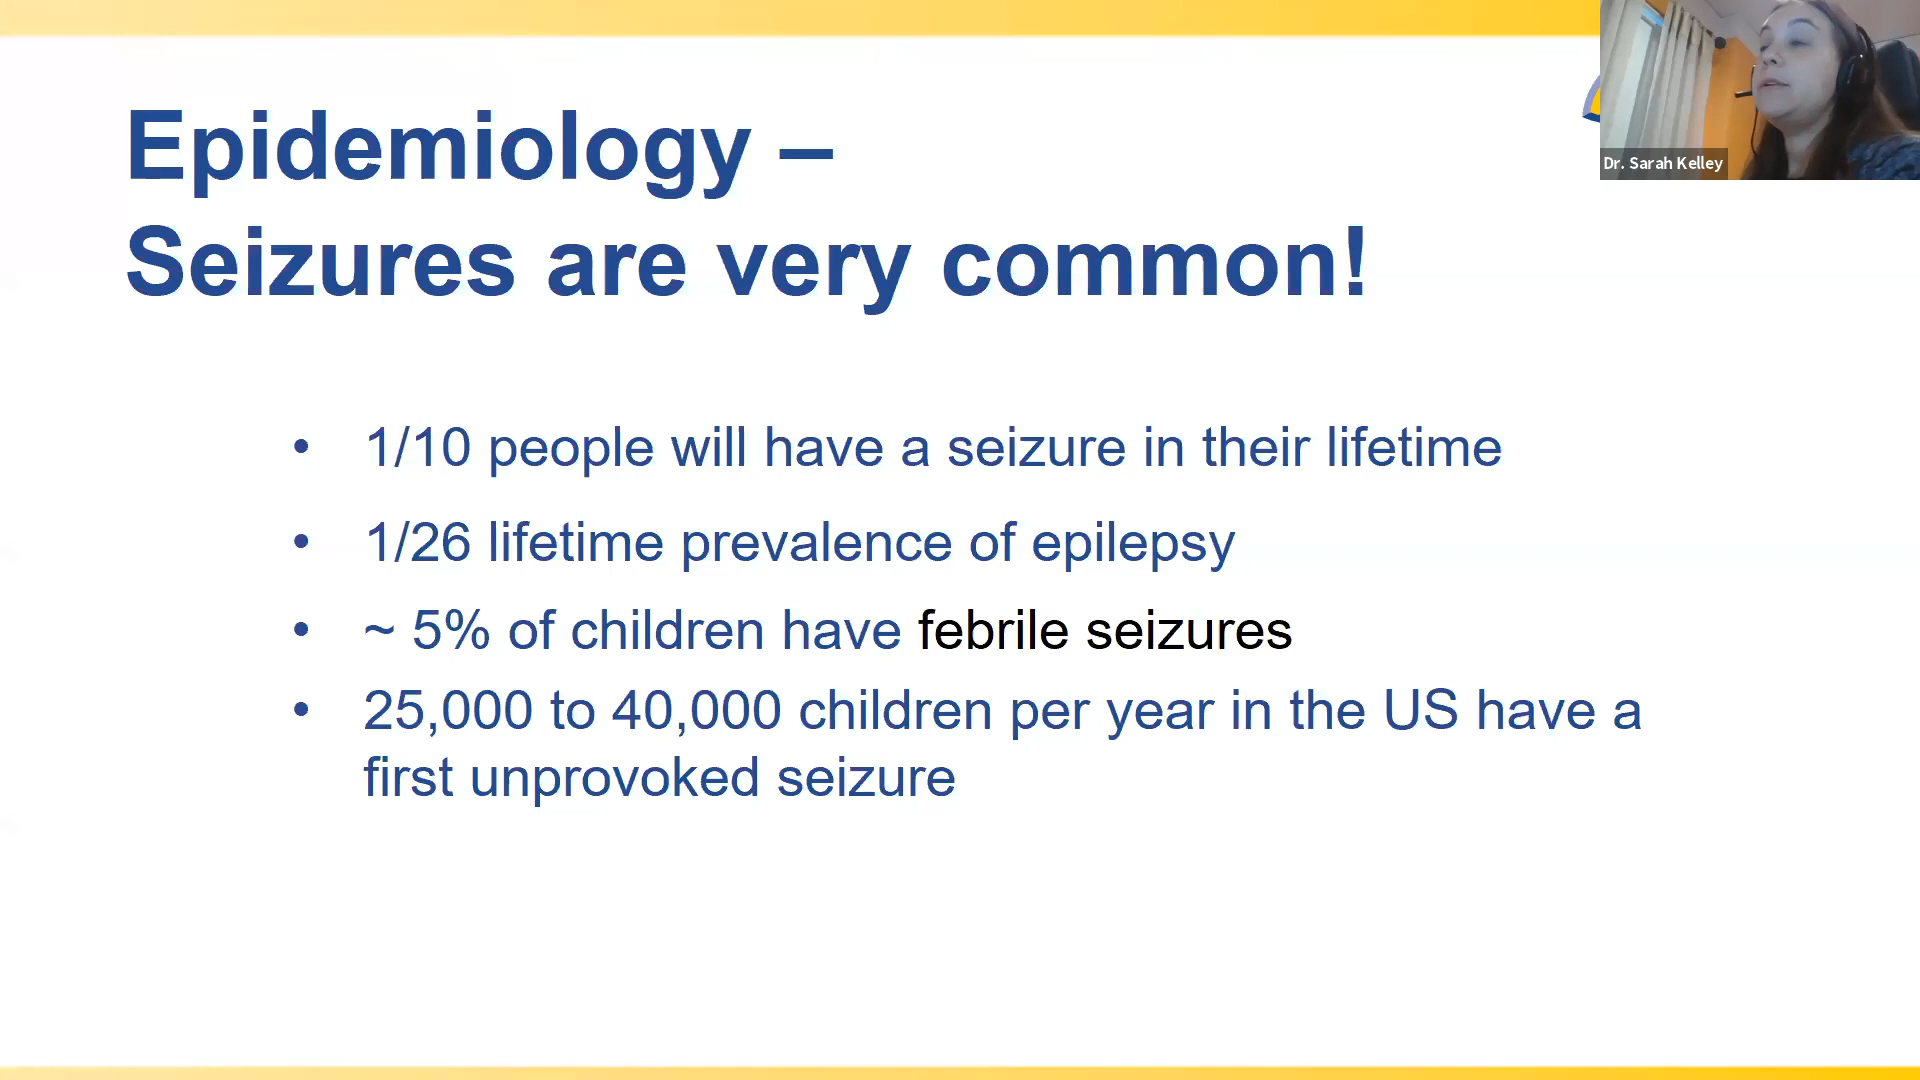 Epidemiology –
Seizures are very common!
• 1/10 people will have a seizure in their lifetime
• 1/26 lifetime prevalence of epilepsy
• ~ 5% of children have febrile seizures
• 25,000 to 40,000 children per year in the US have a
first unprovoked seizure
Dr. Sarah Kelley